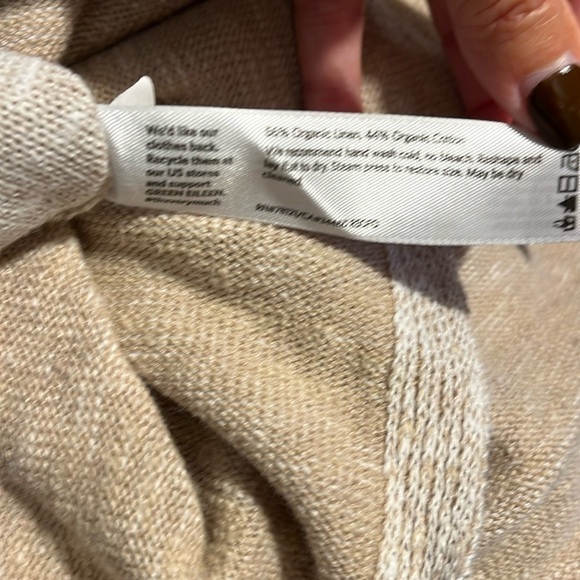 We'd like our
clothes back.
Recycle them at
our US stores
and support
GREEN EILEEN.
56% Organic Linen, 44% Organic Cotton
We recommend hand wash cold, no bleach. Reshape and
lay flat to dry. Steam press to restore size. May be dry
cleaned.